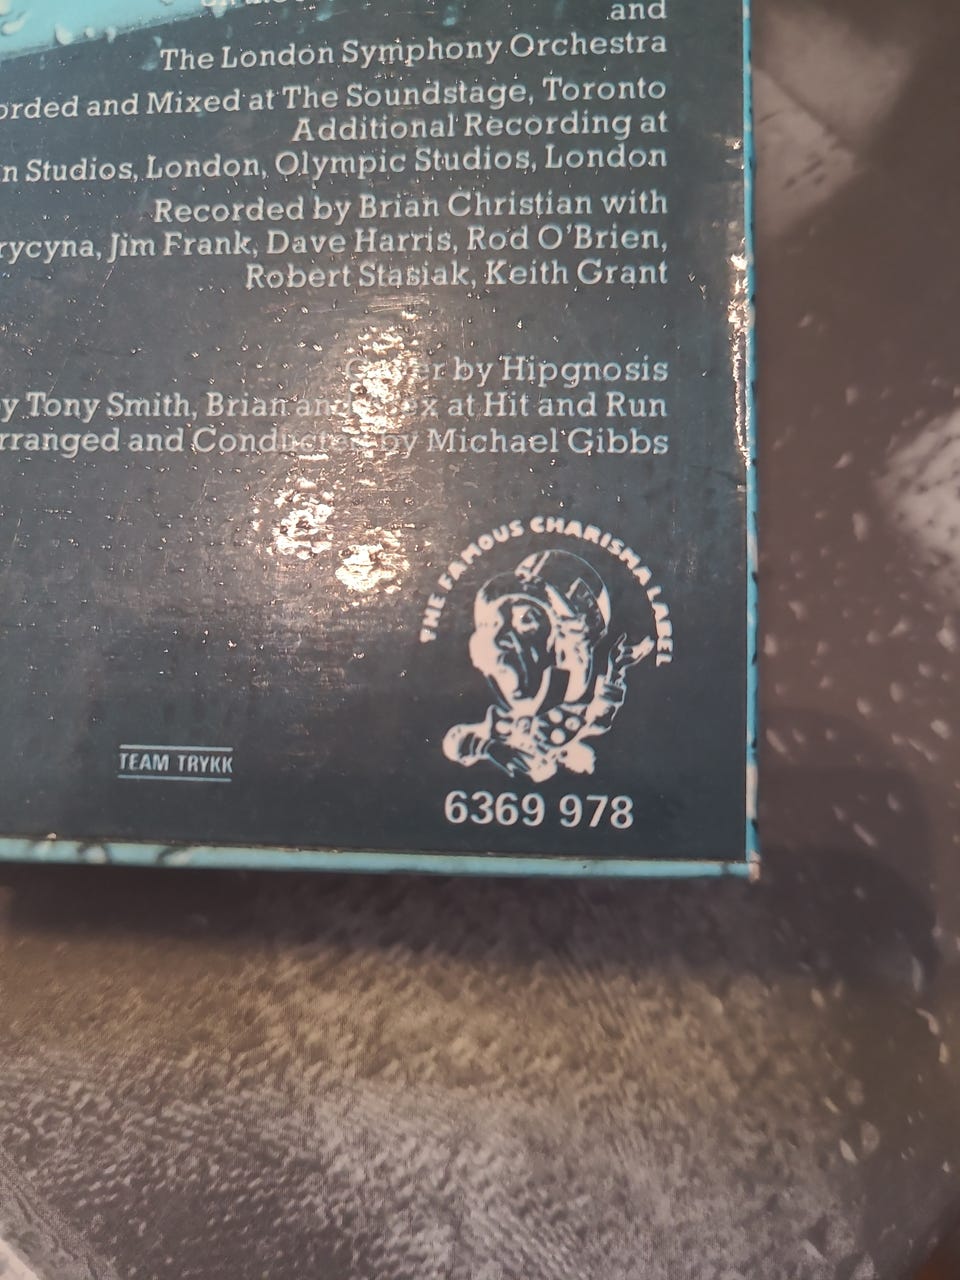 and
The London Symphony Orchestra
orded and Mixed at The Soundstage, Toronto
Additional Recording at
n Studios, London, Olympic Studios, London
Recorded by Brian Christian with
rycyna, Jim Frank, Dave Harris, Rod O'Brien,
Robert Stasiak, Keith Grant
Cover by Hipgnosis
y Tony Smith, Brian and Alex at Hit and Run
rranged and Conducted by Michael Gibbs
THE FAMOUS CHARISMA LABEL
TEAM TRYKK
6369 978